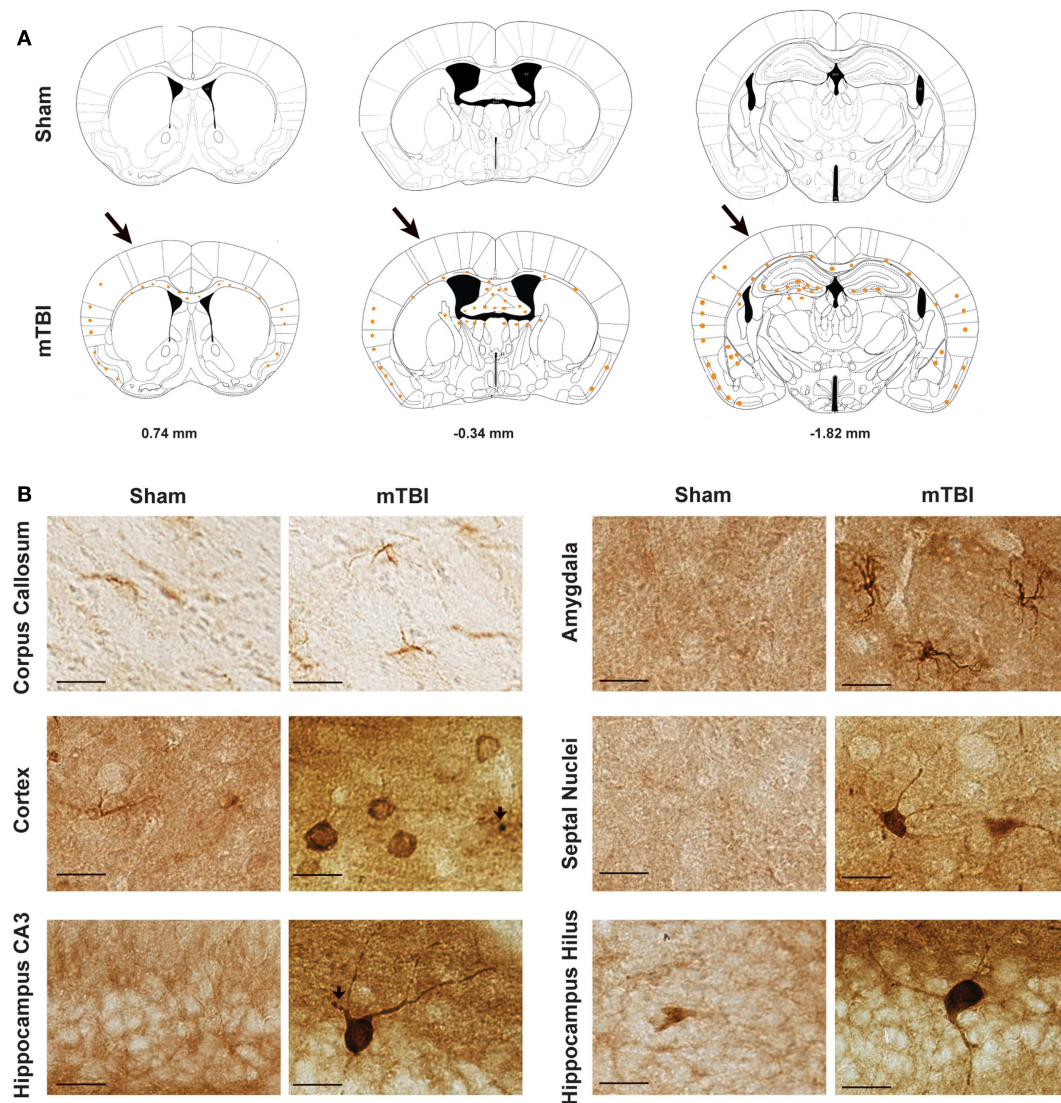 A
Sham
mTBI
0.74 mm
-0.34 mm
-1.82 mm
B
Sham
mTBI
Sham
mTBI
Corpus Callosum
Amygdala
Cortex
Septal Nuclei
Hippocampus CA3
Hippocampus Hilus